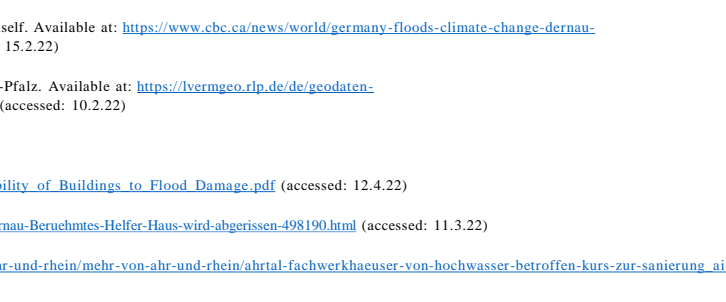 self. Available at: https://www.cbc.ca/news/world/germany-floods-climate-change-dernau-
15.2.22)
-Pfalz. Available at: https://lvermgeo.rlp.de/de/geodaten-
(accessed: 10.2.22)
bility_of_Buildings_to_Flood_Damage.pdf (accessed: 12.4.22)
rnau-Beruehmtes-Helfer-Haus-wird-abgerissen-498190.html (accessed: 11.3.22)
hr-und-rhein/mehr-von-ahr-und-rhein/ahrtal-fachwerkhaeuser-von-hochwasser-betroffen-kurs-zur-sanierung_ai